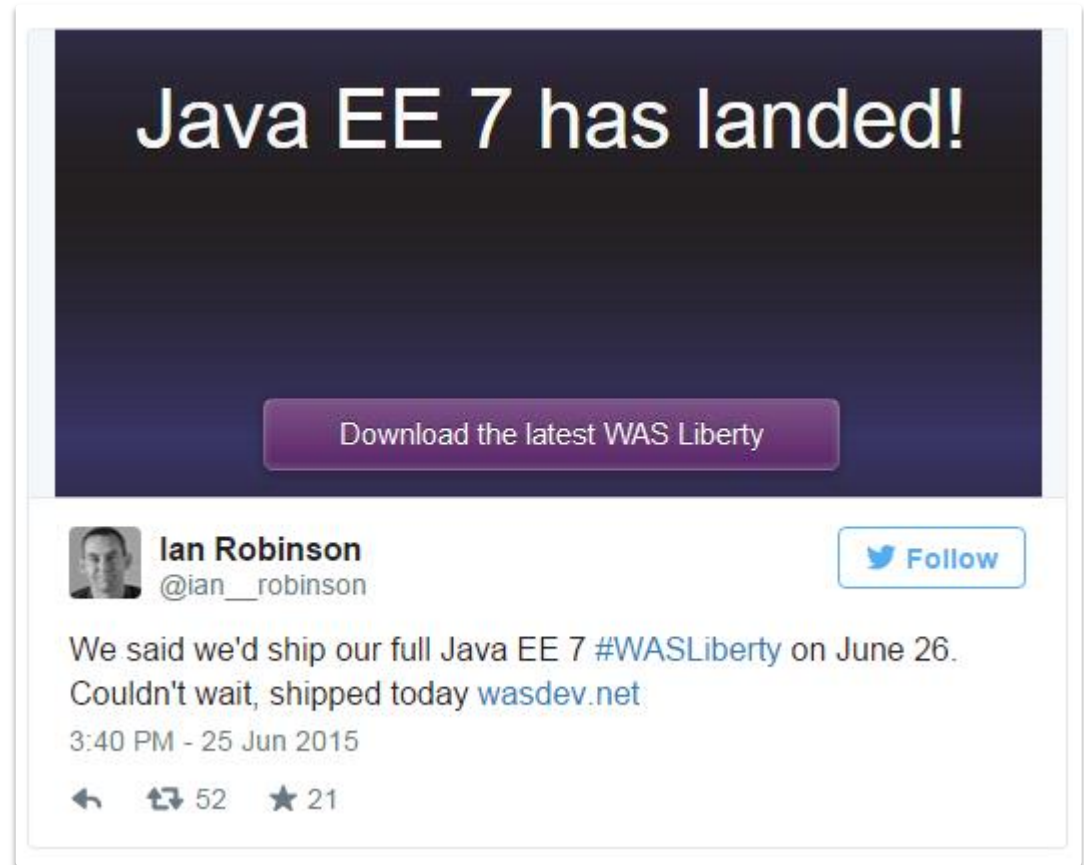 Java EE 7 has landed!
Download the latest WAS Liberty
Ian Robinson
@ian__robinson
Follow
We said we'd ship our full Java EE 7 #WASLiberty on June 26.
Couldn't wait, shipped today wasdev.net
3:40 PM - 25 Jun 2015
52 21